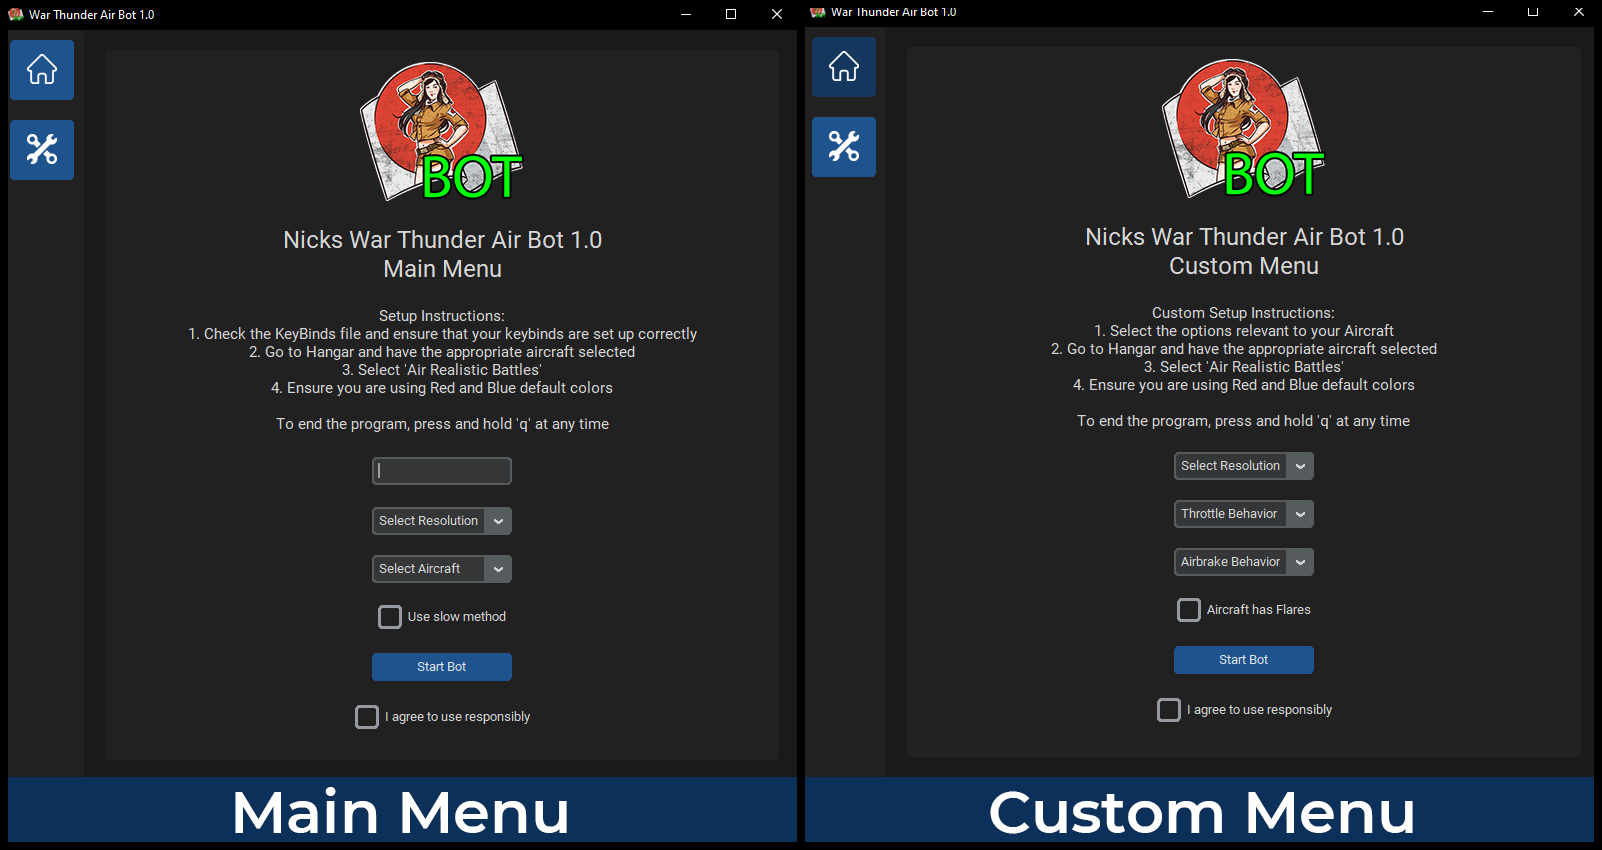 War Thunder Air Bot 1.0
BOT
Nicks War Thunder Air Bot 1.0
Main Menu
Setup Instructions:
1. Check the KeyBinds file and ensure that your keybinds are set up correctly
2. Go to Hangar and have the appropriate aircraft selected
3. Select 'Air Realistic Battles'
4. Ensure you are using Red and Blue default colors
To end the program, press and hold 'q' at any time
Select Resolution
Select Aircraft
Use slow method
Start Bot
I agree to use responsibly
Main Menu
War Thunder Air Bot 1.0
BOT
Nicks War Thunder Air Bot 1.0
Custom Menu
Custom Setup Instructions:
1. Select the options relevant to your Aircraft
2. Go to Hangar and have the appropriate aircraft selected
3. Select 'Air Realistic Battles'
4. Ensure you are using Red and Blue default colors
To end the program, press and hold 'q' at any time
Select Resolution
Throttle Behavior
Airbrake Behavior
Aircraft has Flares
Start Bot
I agree to use responsibly
Custom Menu